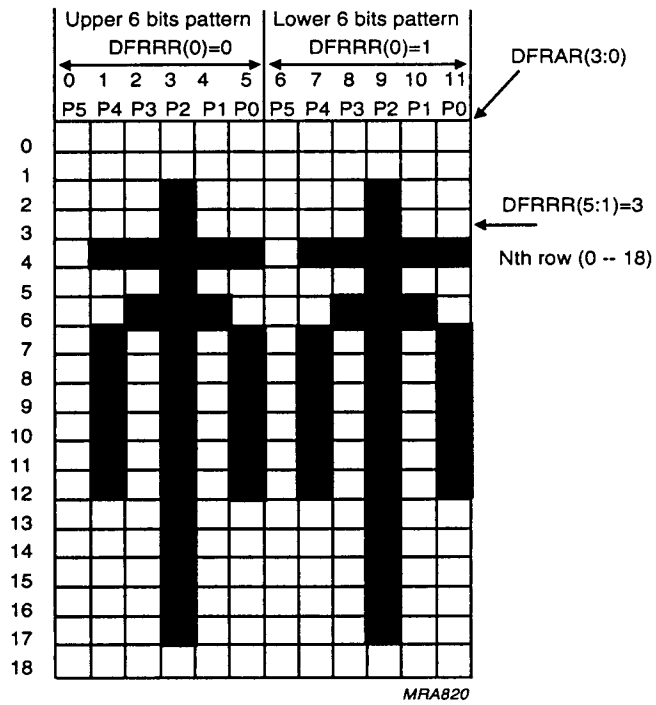 Upper 6 bits pattern Lower 6 bits pattern
DFRRR(0)=0 DFRRR(0)=1
DFRAR(3:0)
0 1 2 3 4 5 6 7 8 9 10 11
P5 P4 P3 P2 P1 P0 P5 P4 P3 P2 P1 P0
0
1
2
DFRRR(5:1)=3
3
4
Nth row (0 -- 18)
5
6
7
8
9
10
11
12
13
14
15
16
17
18
MRA820